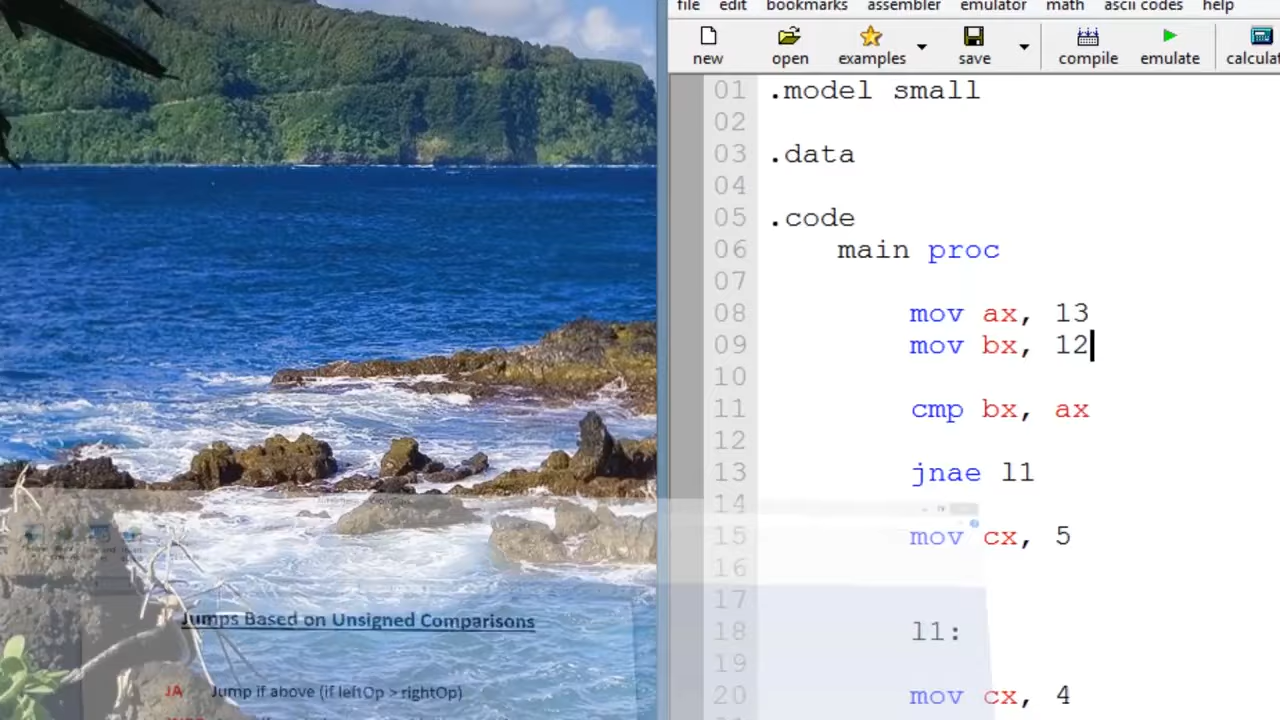 file edit bookmarks assembler emulator math ascii codes help
new open examples save compile emulate
01 .model small
02
03 .data
04
05 .code
06 main proc
07
08 mov ax, 13
09 mov bx, 12
10
11 cmp bx, ax
12
13 jnae l1
14
15 mov cx, 5
16
17
18 l1:
19
20 mov cx, 4
Jumps Based on Unsigned Comparisons
JA Jump if above (if leftOp > rightOp)